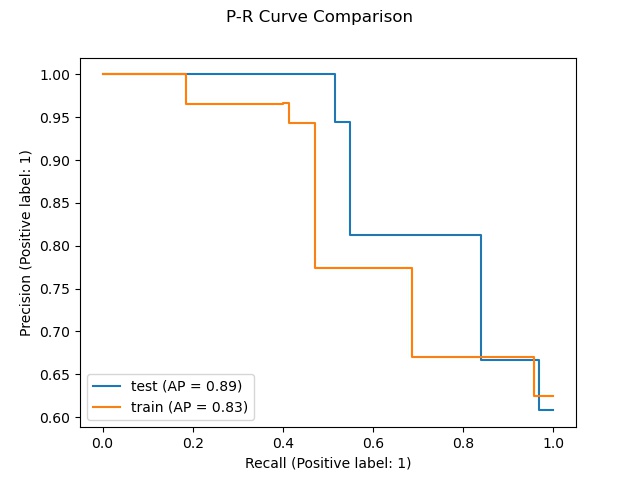 P-R Curve Comparison
1.00
0.95
0.90
0.85
0.80
0.75
0.70
0.65
0.60
Precision (Positive label: 1)
test (AP = 0.89)
train (AP = 0.83)
0.0 0.2 0.4 0.6 0.8 1.0
Recall (Positive label: 1)